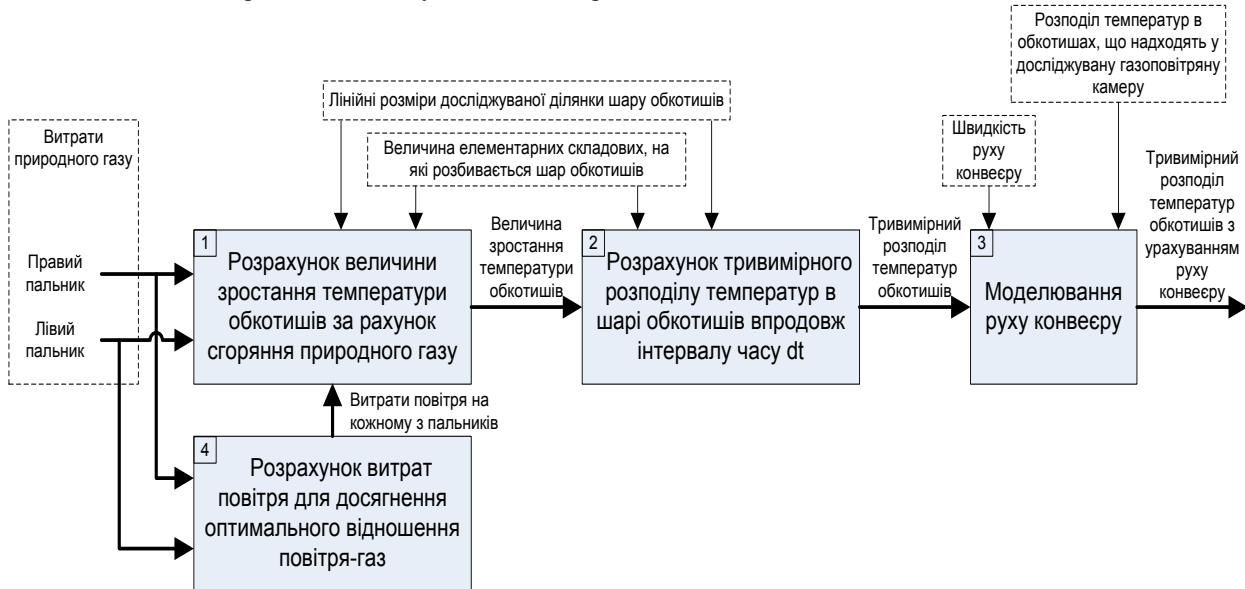 Розподіл температур в
обкотишах, що надходять у
досліджувану газоповітряну
камеру
Лінійні розміри досліджуваної ділянки шару обкотишів
Витрати
природного газу
Величина елементарних складових, на
які розбивається шар обкотишів
Швидкість
руху
конвеєру
Правий
пальник
Лівий
пальник
1
Розрахунок величини
зростання температури
обкотишів за рахунок
сгоряння природного газу
Величина
зростання
температури
обкотишів
2
Розрахунок тривимірного
розподілу температур в
шарі обкотишів впродовж
інтервалу часу dt
Тривимірний
розподіл
температур
обкотишів
3
Моделювання
руху конвеєру
Тривимірний
розподіл
температур
обкотишів з
урахуванням
руху
конвеєру
Витрати повітря на
кожному з пальників
4
Розрахунок витрат
повітря для досягнення
оптимального відношення
повітря-газ